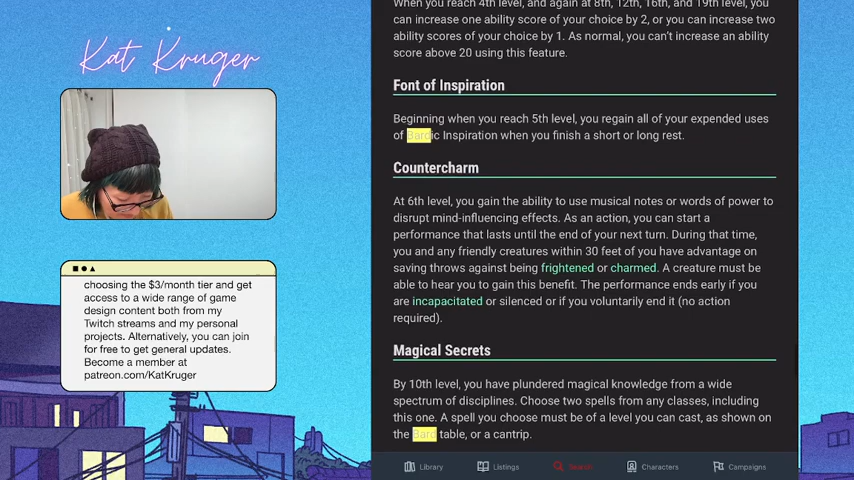 Kat Kruger
choosing the $3/month tier and get
access to a wide range of game
design content both from my
Twitch streams and my personal
projects. Alternatively, you can join
for free to get general updates.
Become a member at
patreon.com/KatKruger
When you reach 4th level, and again at 8th, 12th, 16th, and 19th level, you
can increase one ability score of your choice by 2, or you can increase two
ability scores of your choice by 1. As normal, you can't increase an ability
score above 20 using this feature.
Font of Inspiration
Beginning when you reach 5th level, you regain all of your expended uses
of Bardic Inspiration when you finish a short or long rest.
Countercharm
At 6th level, you gain the ability to use musical notes or words of power to
disrupt mind-influencing effects. As an action, you can start a
performance that lasts until the end of your next turn. During that time,
you and any friendly creatures within 30 feet of you have advantage on
saving throws against being frightened or charmed. A creature must be
able to hear you to gain this benefit. The performance ends early if you
are incapacitated or silenced or if you voluntarily end it (no action
required).
Magical Secrets
By 10th level, you have plundered magical knowledge from a wide
spectrum of disciplines. Choose two spells from any classes, including
this one. A spell you choose must be of a level you can cast, as shown on
the Bard table, or a cantrip.
Library
Listings
Search
Characters
Campaigns